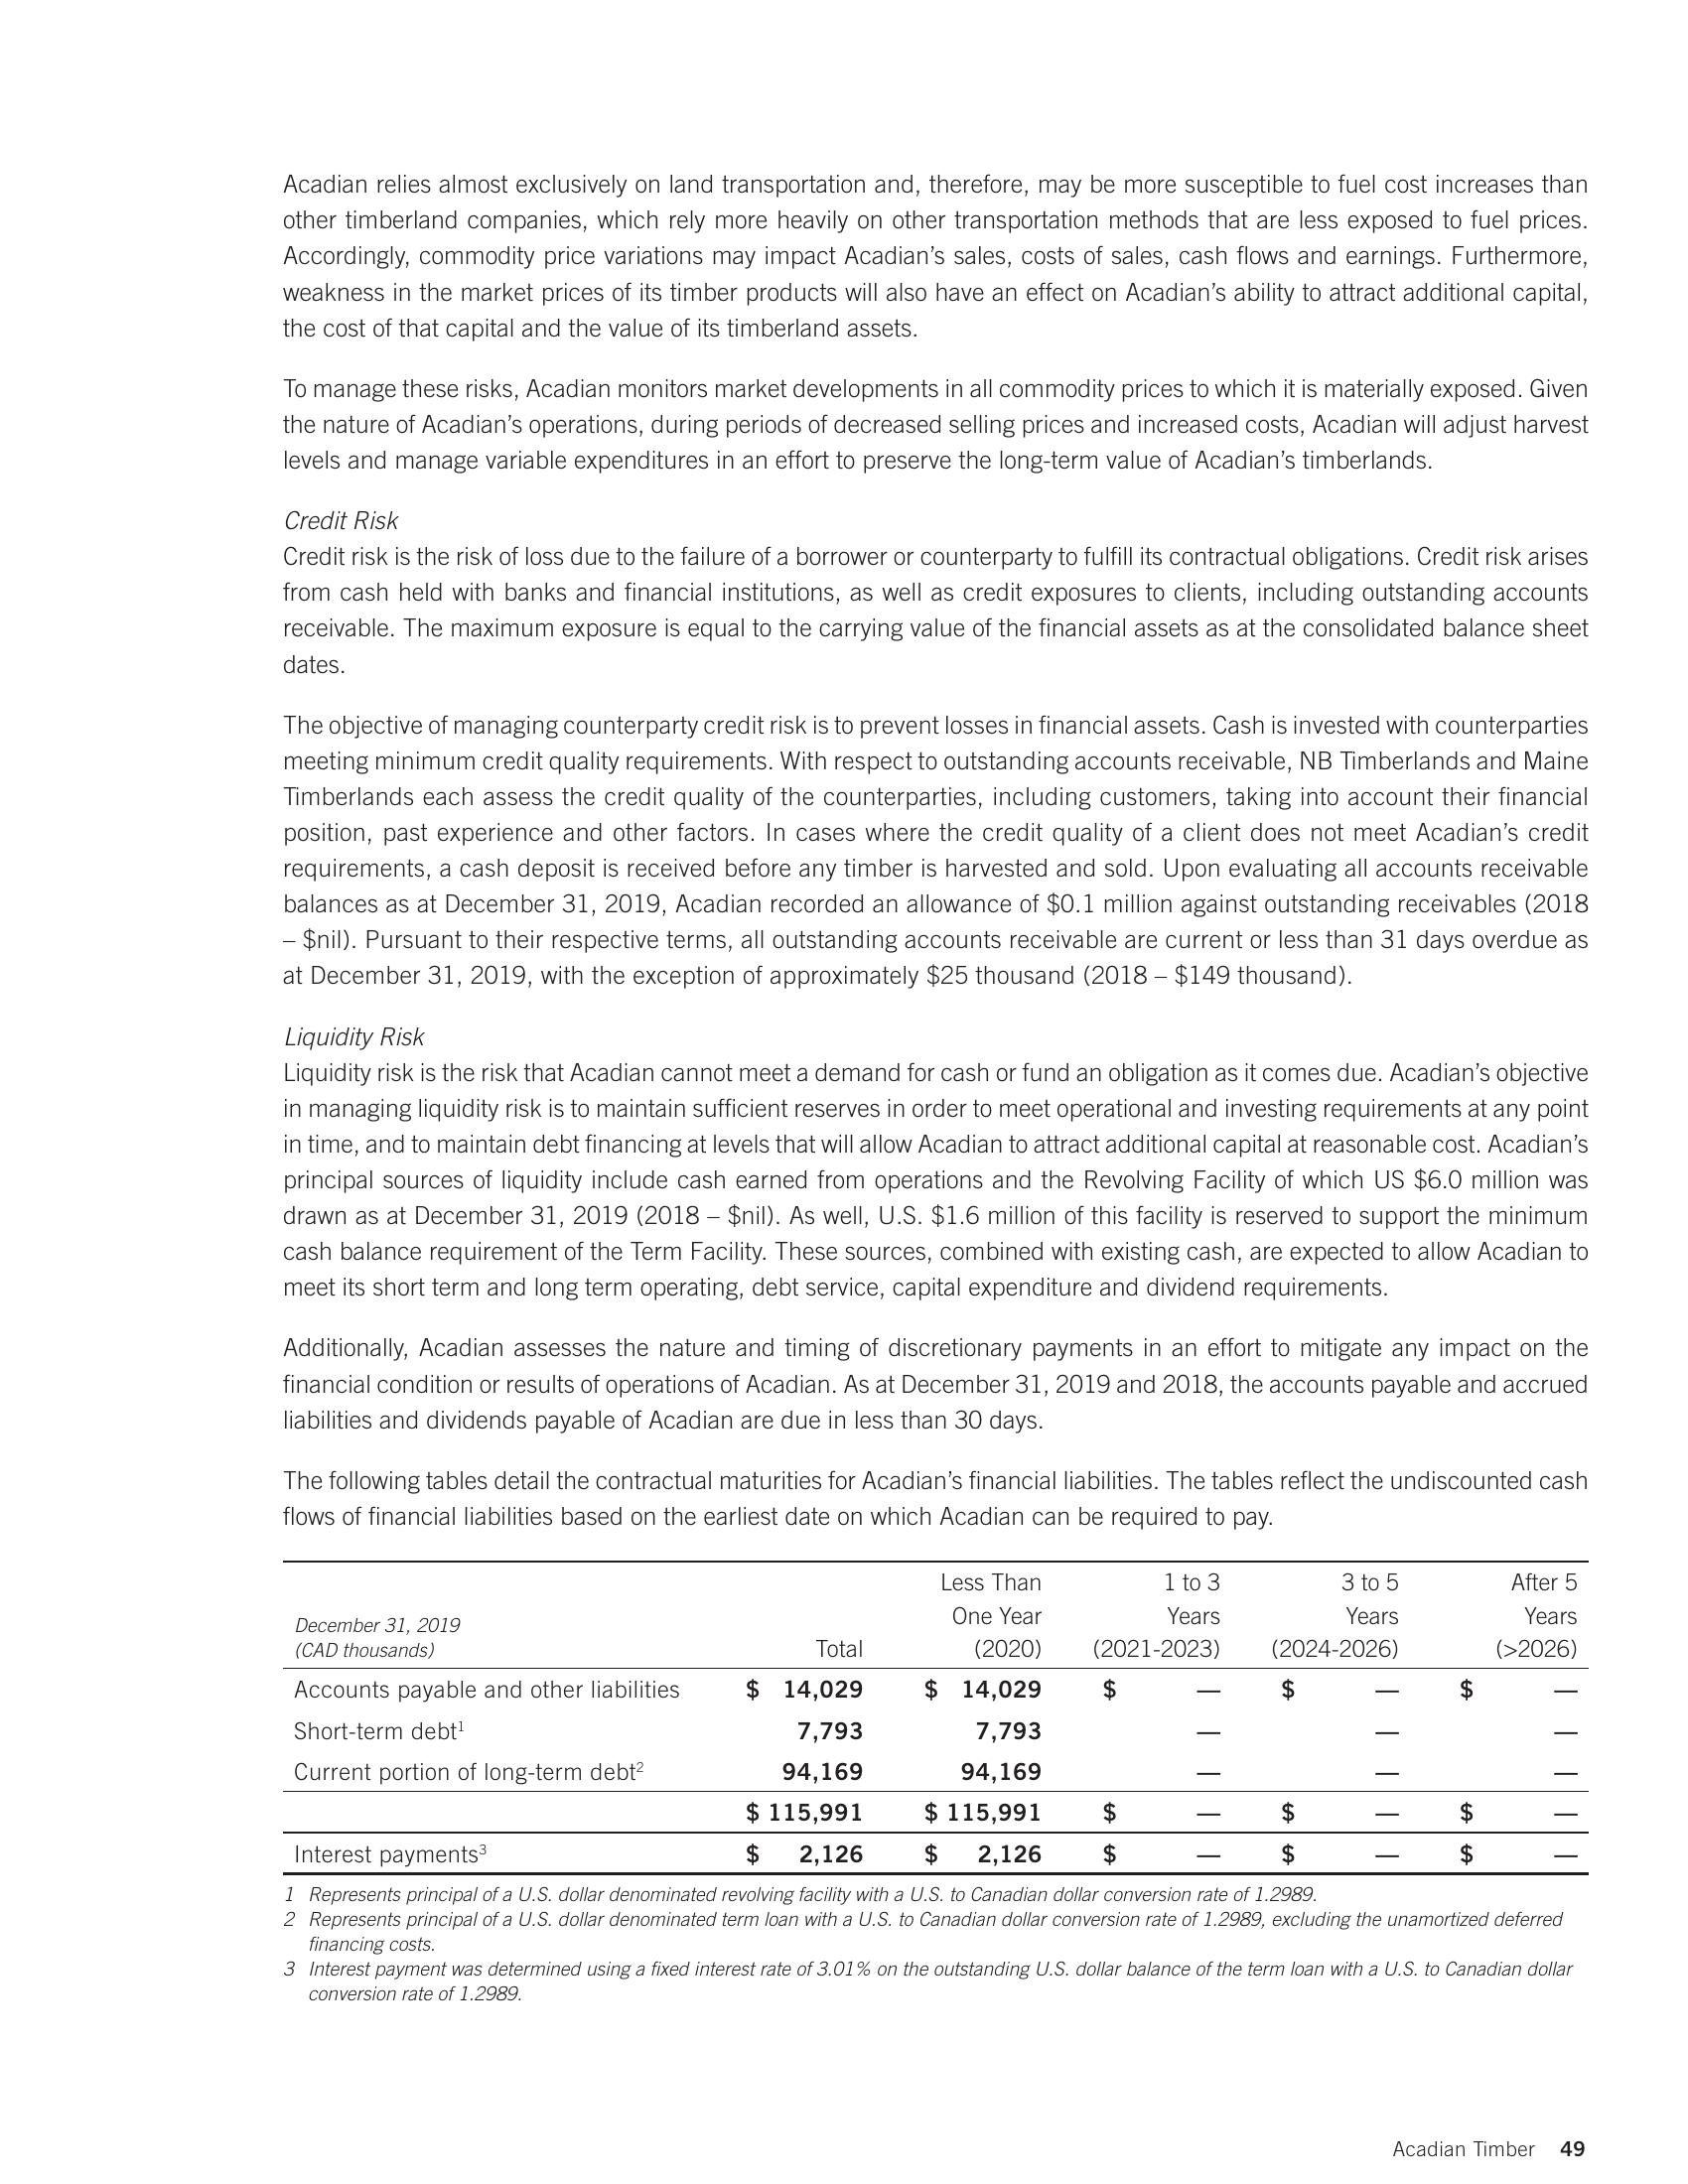 Acadian relies almost exclusively on land transportation and, therefore, may be more susceptible to fuel cost increases than
other timberland companies, which rely more heavily on other transportation methods that are less exposed to fuel prices.
Accordingly, commodity price variations may impact Acadian’s sales, costs of sales, cash flows and earnings. Furthermore,
weakness in the market prices of its timber products will also have an effect on Acadian’s ability to attract additional capital,
the cost of that capital and the value of its timberland assets.
To manage these risks, Acadian monitors market developments in all commodity prices to which it is materially exposed. Given
the nature of Acadian’s operations, during periods of decreased selling prices and increased costs, Acadian will adjust harvest
levels and manage variable expenditures in an effort to preserve the long-term value of Acadian’s timberlands.
Credit Risk
Credit risk is the risk of loss due to the failure of a borrower or counterparty to fulfill its contractual obligations. Credit risk arises
from cash held with banks and financial institutions, as well as credit exposures to clients, including outstanding accounts
receivable. The maximum exposure is equal to the carrying value of the financial assets as at the consolidated balance sheet
dates.
The objective of managing counterparty credit risk is to prevent losses in financial assets. Cash is invested with counterparties
meeting minimum credit quality requirements. With respect to outstanding accounts receivable, NB Timberlands and Maine
Timberlands each assess the credit quality of the counterparties, including customers, taking into account their financial
position, past experience and other factors. In cases where the credit quality of a client does not meet Acadian’s credit
requirements, a cash deposit is received before any timber is harvested and sold. Upon evaluating all accounts receivable
balances as at December 31, 2019, Acadian recorded an allowance of $0.1 million against outstanding receivables (2018
– $nil). Pursuant to their respective terms, all outstanding accounts receivable are current or less than 31 days overdue as
at December 31, 2019, with the exception of approximately $25 thousand (2018 – $149 thousand).
Liquidity Risk
Liquidity risk is the risk that Acadian cannot meet a demand for cash or fund an obligation as it comes due. Acadian’s objective
in managing liquidity risk is to maintain sufficient reserves in order to meet operational and investing requirements at any point
in time, and to maintain debt financing at levels that will allow Acadian to attract additional capital at reasonable cost. Acadian’s
principal sources of liquidity include cash earned from operations and the Revolving Facility of which US $6.0 million was
drawn as at December 31, 2019 (2018 – $nil). As well, U.S. $1.6 million of this facility is reserved to support the minimum
cash balance requirement of the Term Facility. These sources, combined with existing cash, are expected to allow Acadian to
meet its short term and long term operating, debt service, capital expenditure and dividend requirements.
Additionally, Acadian assesses the nature and timing of discretionary payments in an effort to mitigate any impact on the
financial condition or results of operations of Acadian. As at December 31, 2019 and 2018, the accounts payable and accrued
liabilities and dividends payable of Acadian are due in less than 30 days.
The following tables detail the contractual maturities for Acadian’s financial liabilities. The tables reflect the undiscounted cash
flows of financial liabilities based on the earliest date on which Acadian can be required to pay.
Less Than 1 to 3 3 to 5 After 5
December 31, 2019 One Year Years Years Years
(CAD thousands) Total (2020) (2021-2023) (2024-2026) (>2026)
Accounts payable and other liabilities $ 14,029 $ 14,029 $ — $ — $ —
Short-term debt¹ 7,793 7,793 — — —
Current portion of long-term debt² 94,169 94,169 — — —
$ 115,991 $ 115,991 $ — $ — $ —
Interest payments³ $ 2,126 $ 2,126 $ — $ — $ —
1 Represents principal of a U.S. dollar denominated revolving facility with a U.S. to Canadian dollar conversion rate of 1.2989.
2 Represents principal of a U.S. dollar denominated term loan with a U.S. to Canadian dollar conversion rate of 1.2989, excluding the unamortized deferred
financing costs.
3 Interest payment was determined using a fixed interest rate of 3.01% on the outstanding U.S. dollar balance of the term loan with a U.S. to Canadian dollar
conversion rate of 1.2989.
Acadian Timber 49